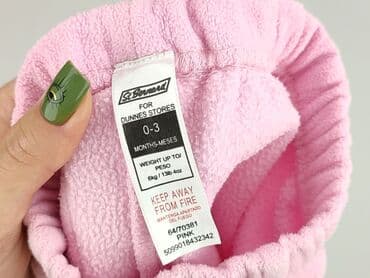 St. Bernard
FOR
DUNNES STORES
0-3
MONTHS-MESES
WEIGHT UP TO/
PESO
6kg / 13lb 4oz
KEEP AWAY
FROM FIRE
MANTENGA APARTADO
DEL FUEGO
64/70381
PINK
5099018432342